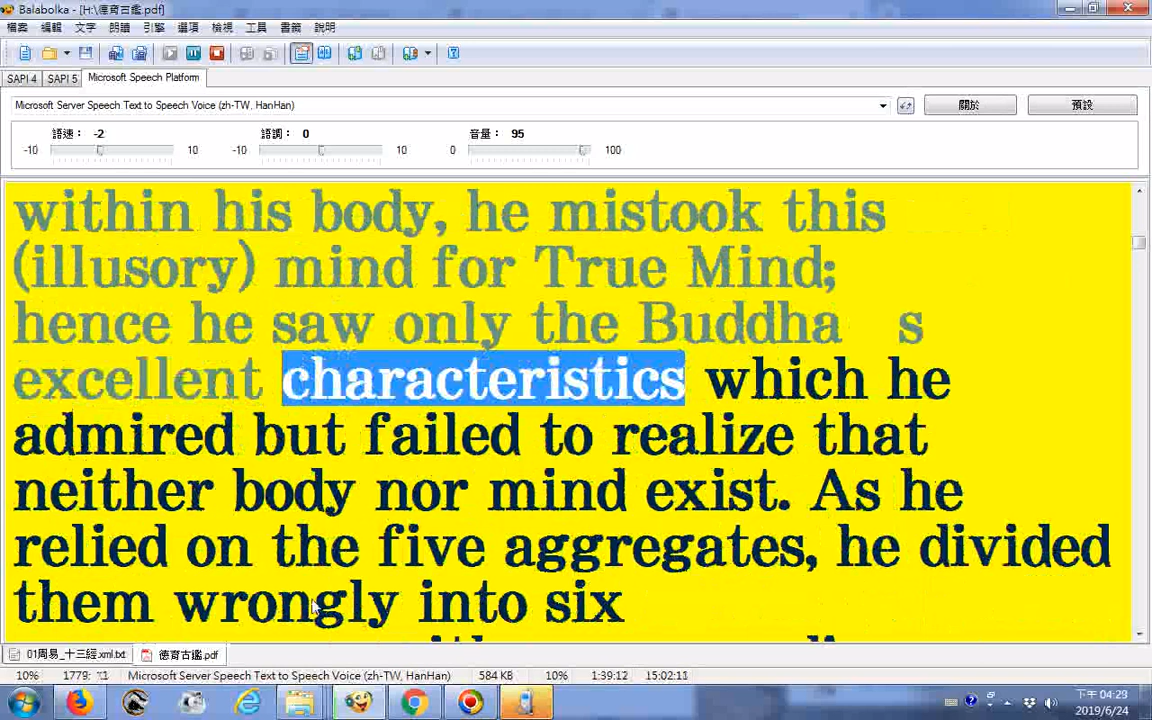 Balabolka - [H:\德育古鑑.pdf]
檔案 編輯 文字 朗讀 引擎 選項 檢視 工具 書籤 說明
SAPI 4 SAPI 5 Microsoft Speech Platform
Microsoft Server Speech Text to Speech Voice (zh-TW, HanHan) 關於 預設
語速： -2 語調： 0 音量： 95
-10 10 -10 10 0 100
within his body, he mistook this
(illusory) mind for True Mind;
hence he saw only the Buddha s
excellent characteristics which he
admired but failed to realize that
neither body nor mind exist. As he
relied on the five aggregates, he divided
them wrongly into six
01周易_十三經.xml.txt 德育古鑑.pdf
10% Microsoft Server Speech Text to Speech Voice (zh-TW, HanHan) 584 KB 10% 1:39:12 15:02:11
下午 04:29
2019/6/24